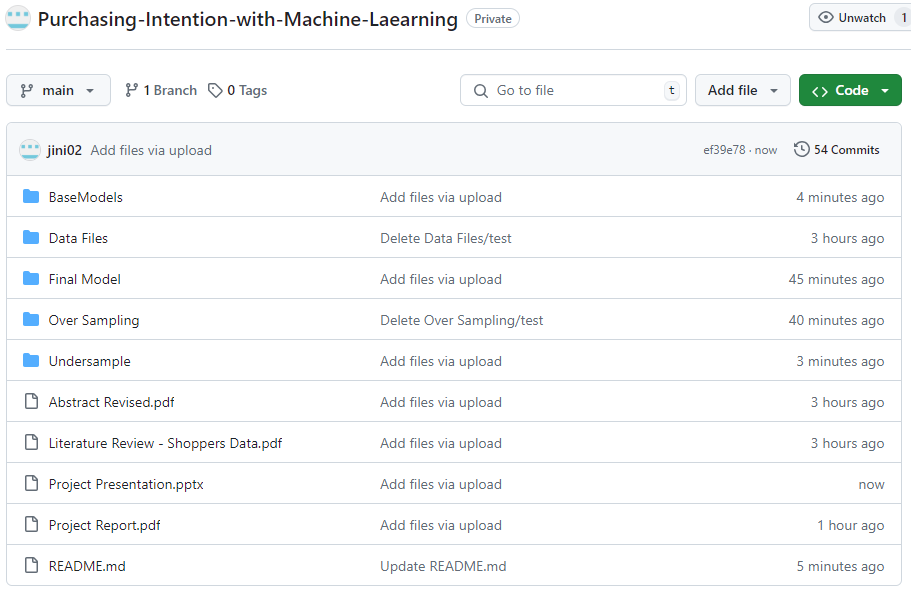 Purchasing-Intention-with-Machine-Laearning Private Unwatch 1
main 1 Branch 0 Tags Go to file t Add file Code
jini02 Add files via upload ef39e78 · now 54 Commits
BaseModels Add files via upload 4 minutes ago
Data Files Delete Data Files/test 3 hours ago
Final Model Add files via upload 45 minutes ago
Over Sampling Delete Over Sampling/test 40 minutes ago
Undersample Add files via upload 3 minutes ago
Abstract Revised.pdf Add files via upload 3 hours ago
Literature Review - Shoppers Data.pdf Add files via upload 3 hours ago
Project Presentation.pptx Add files via upload now
Project Report.pdf Add files via upload 1 hour ago
README.md Update README.md 5 minutes ago